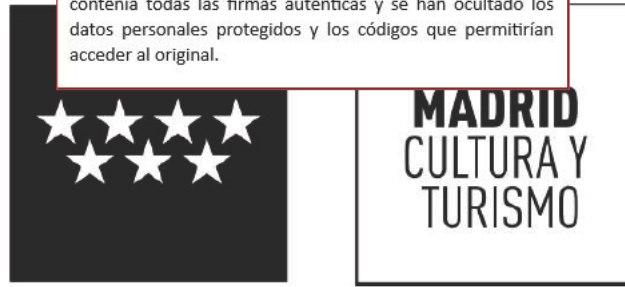 contenía todas las firmas auténticas y se han ocultado los
datos personales protegidos y los códigos que permitirían
acceder al original.
MADRID
CULTURA Y
TURISMO